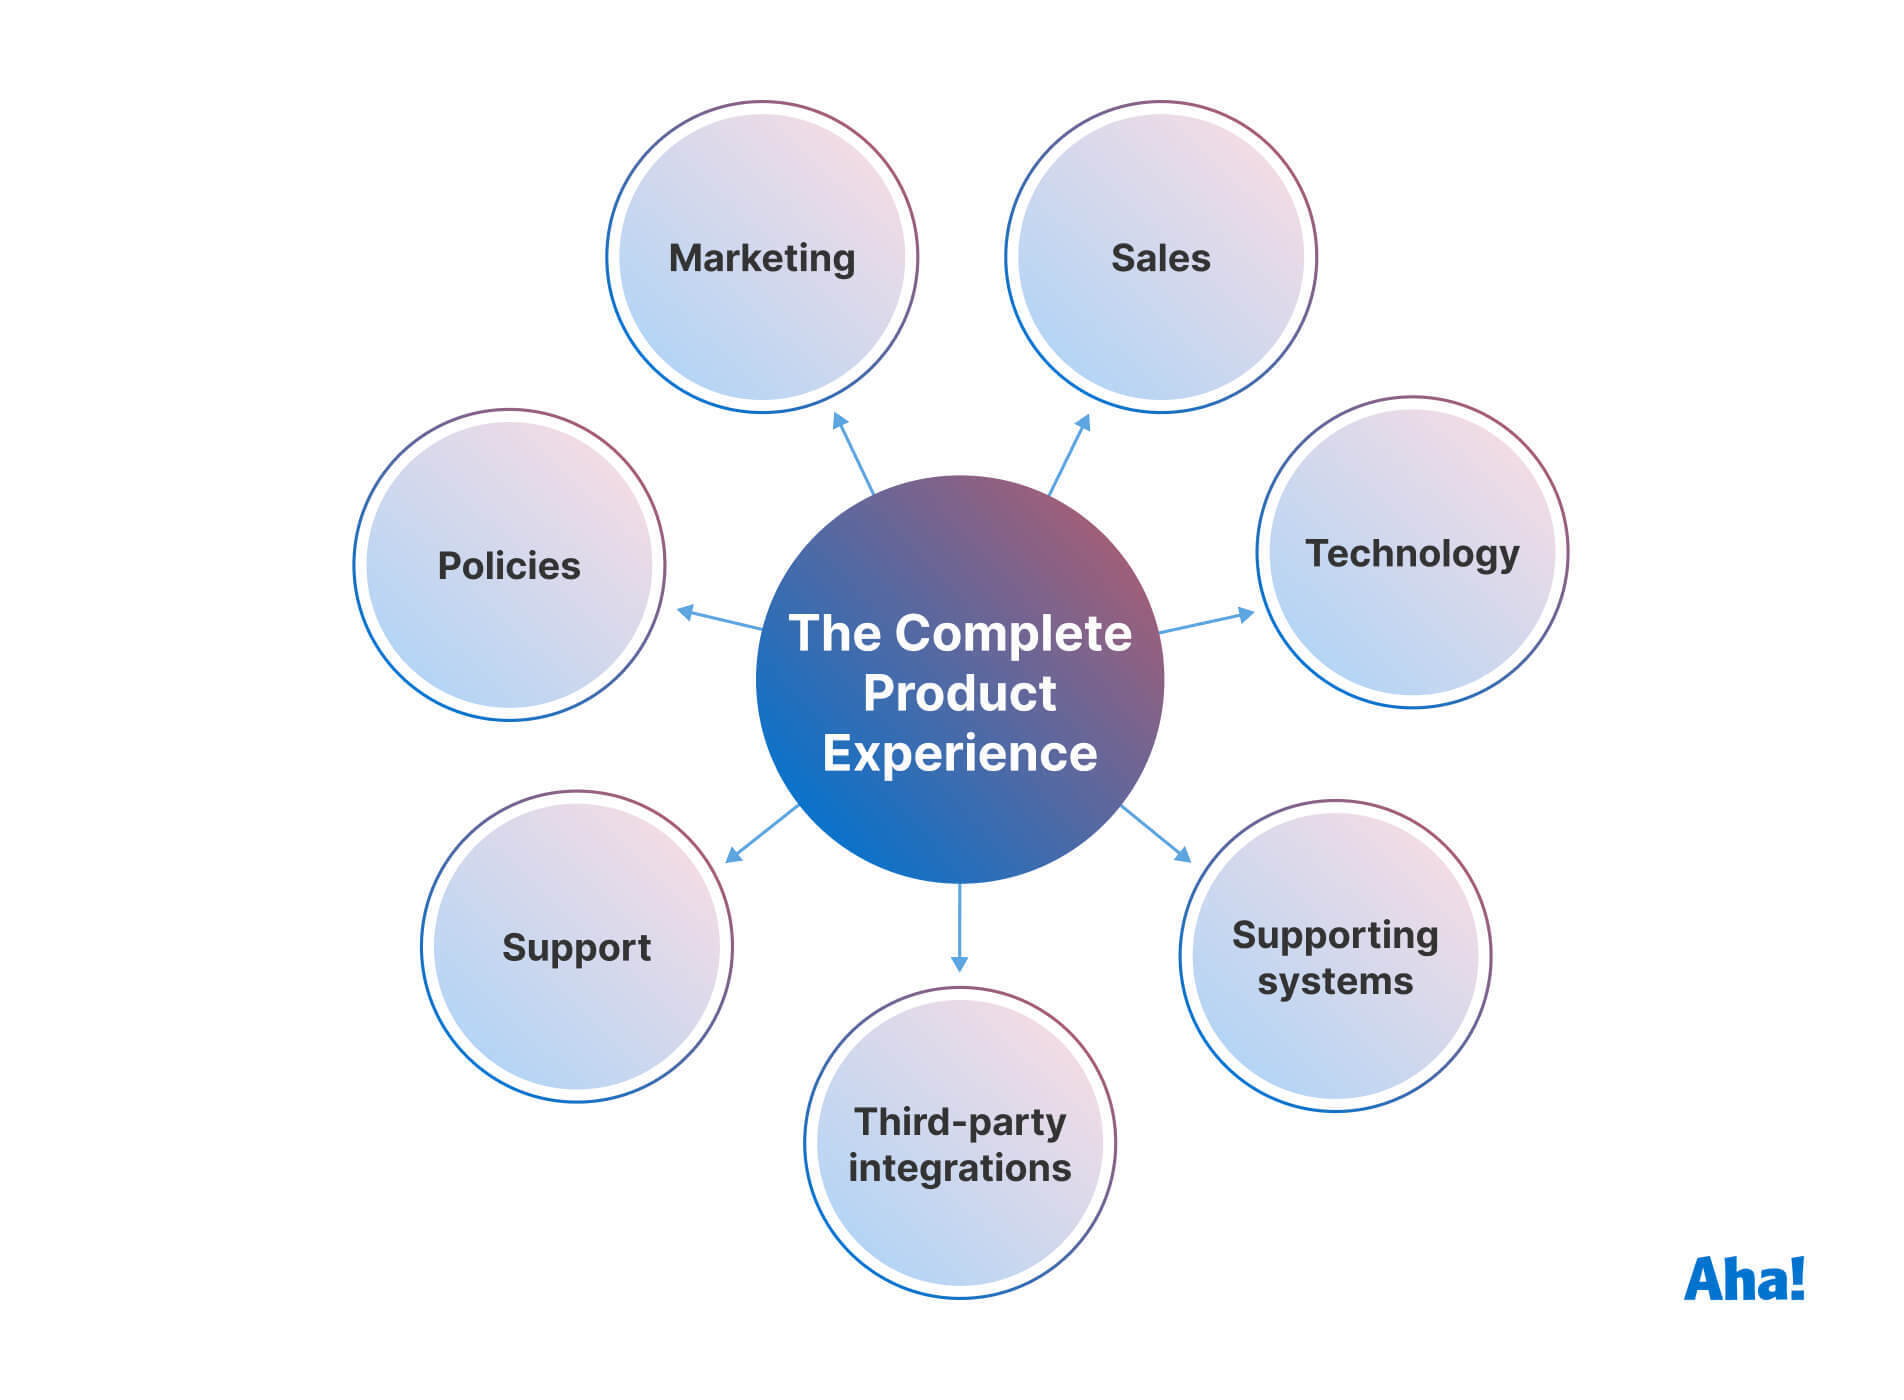 Marketing
Sales
Policies
Technology
The Complete
Product
Experience
Support
Supporting
systems
Third-party
integrations
Aha!